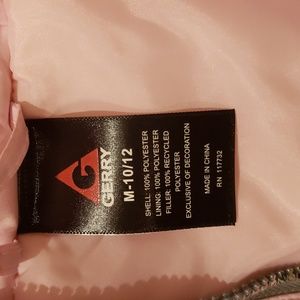 GERRY
M-10/12
SHELL: 100% POLYESTER
LINING: 100% POLYESTER
FILLER: 100% RECYCLED
POLYESTER
EXCLUSIVE OF DECORATION
MADE IN CHINA
RN 117732